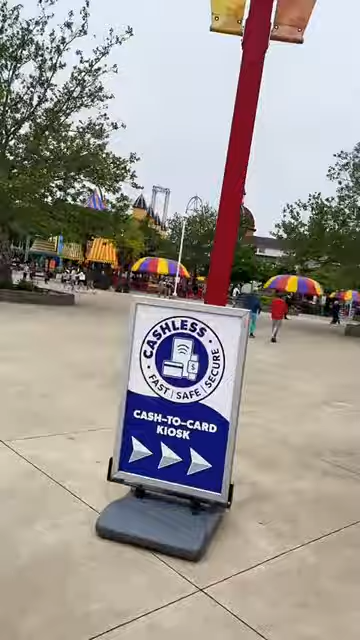 CASHLESS
FAST | SAFE | SECURE
$
CASH-TO-CARD
KIOSK